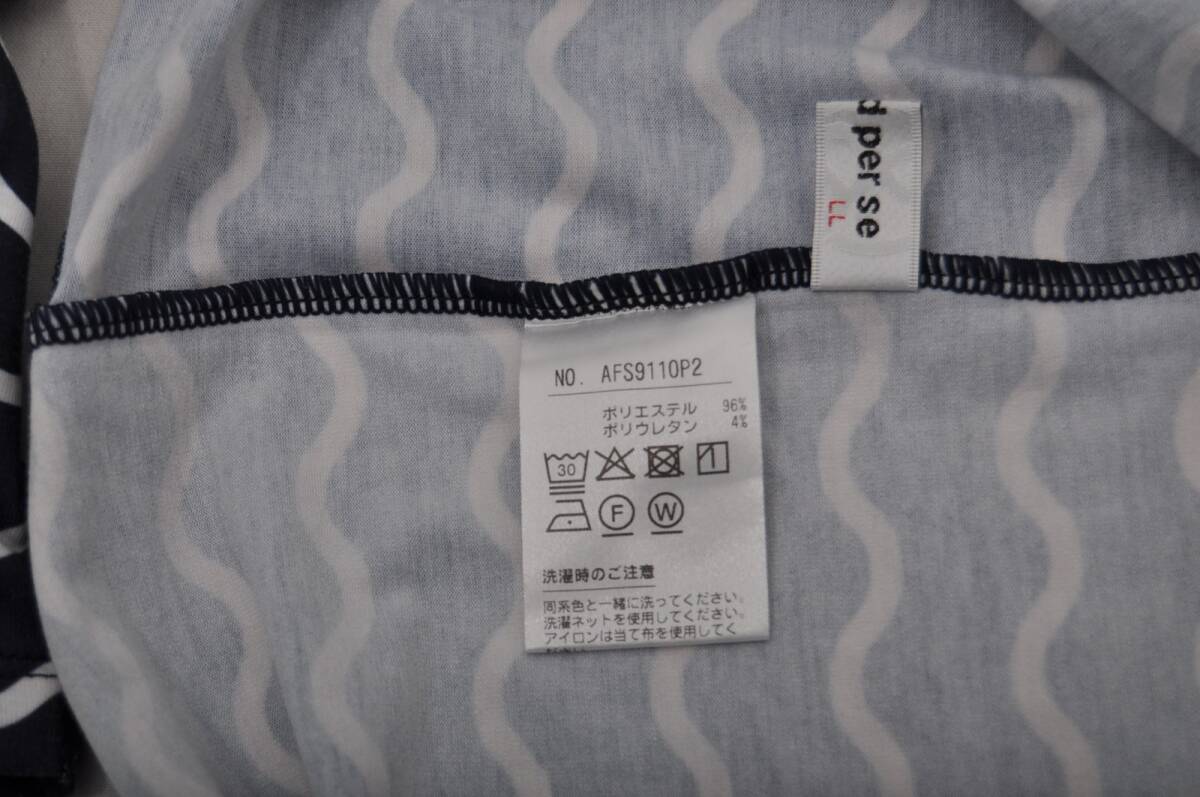 d per se
LL
NO. AFS9110P2
ポリエステル 96%
ポリウレタン 4%
30
F W
洗濯時のご注意
同系色と一緒に洗ってください。
洗濯ネットを使用してください。
アイロンは当て布を使用してく
ださい。